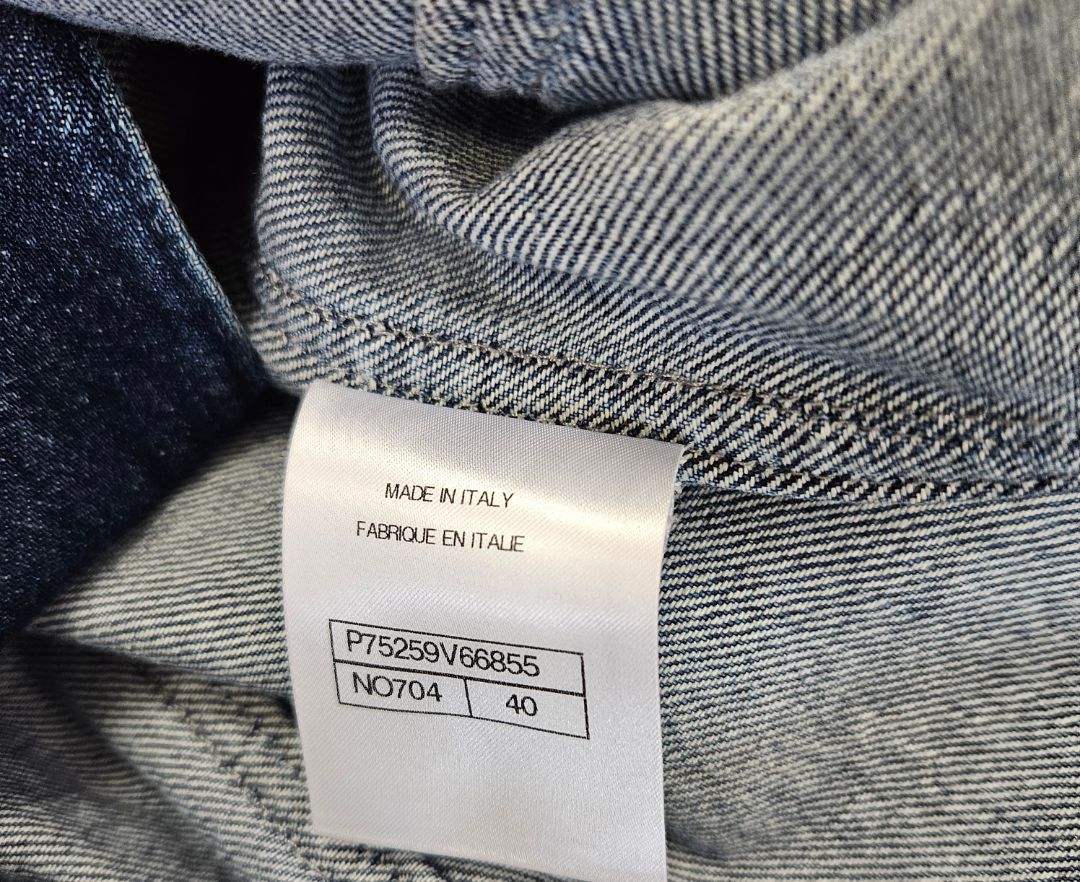 MADE IN ITALY
FABRIQUE EN ITALIE
P75259V66855
NO704 40